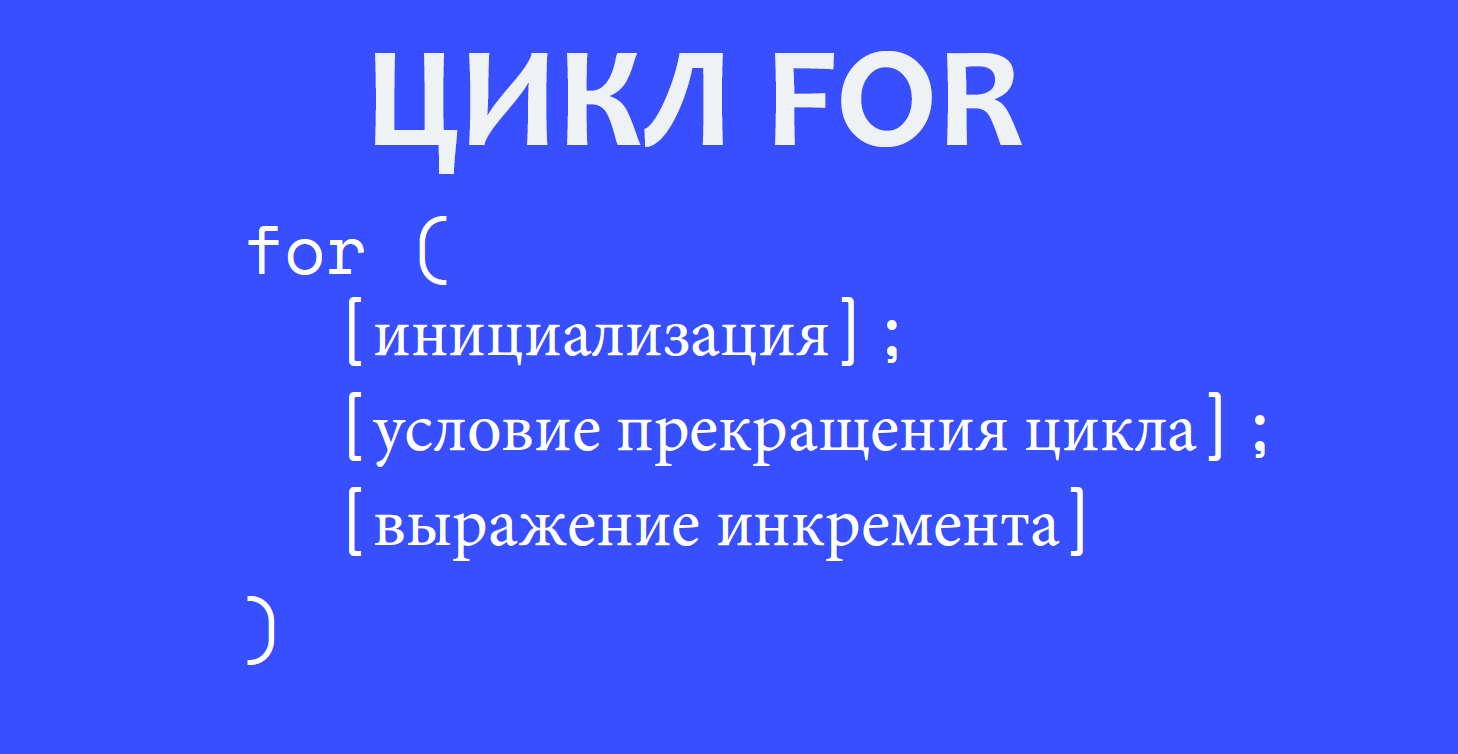 ЦИКЛ FOR
for (
[инициализация];
[условие прекращения цикла];
[выражение инкремента]
)